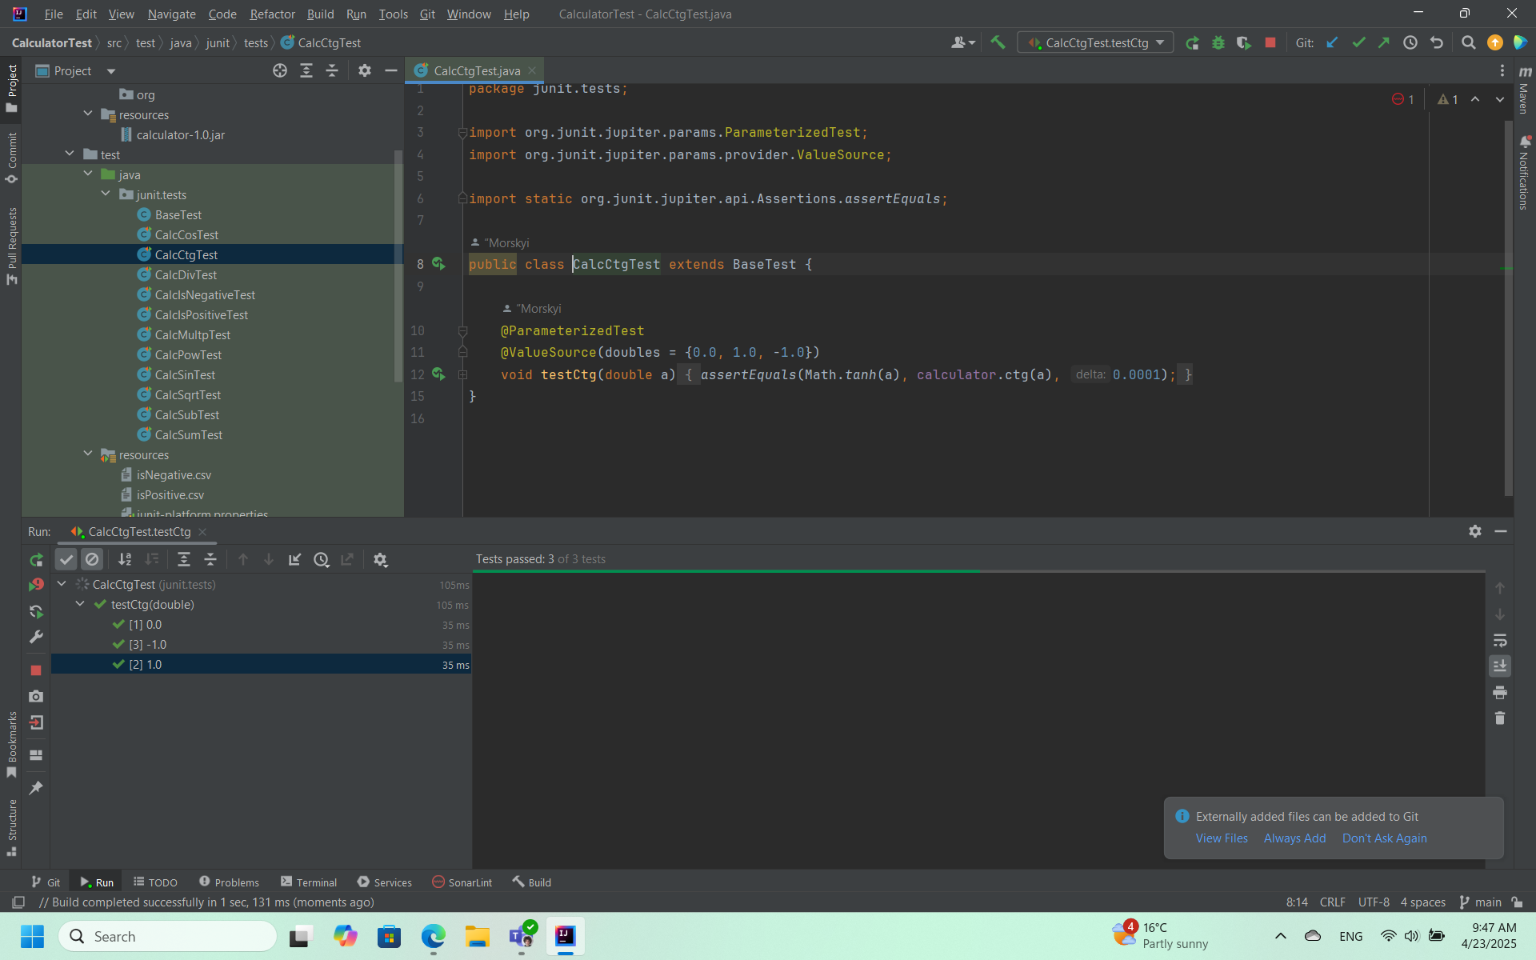 File Edit View Navigate Code Refactor Build Run Tools Git Window Help CalculatorTest - CalcCtgTest.java
CalculatorTest src test java junit tests CalcCtgTest CalcCtgTest.testCtg Git:
Project
CalcCtgTest.java
Project
Commit
Pull Requests
Bookmarks
Structure
org
resources
calculator-1.0.jar
test
java
junit.tests
BaseTest
CalcCosTest
CalcCtgTest
CalcDivTest
CalcIsNegativeTest
CalcIsPositiveTest
CalcMultpTest
CalcPowTest
CalcSinTest
CalcSqrtTest
CalcSubTest
CalcSumTest
resources
isNegative.csv
isPositive.csv
junit-platform.properties
1 package junit.tests;
2
3 import org.junit.jupiter.params.ParameterizedTest;
4 import org.junit.jupiter.params.provider.ValueSource;
5
6 import static org.junit.jupiter.api.Assertions.assertEquals;
7
"Morskyi
8 public class CalcCtgTest extends BaseTest {
9
"Morskyi
10 @ParameterizedTest
11 @ValueSource(doubles = {0.0, 1.0, -1.0})
12 void testCtg(double a) { assertEquals(Math.tanh(a), calculator.ctg(a), delta: 0.0001); }
15 }
16
1 1
m
Maven
Notifications
Run: CalcCtgTest.testCtg
Tests passed: 3 of 3 tests
CalcCtgTest (junit.tests) 105ms
testCtg(double) 105 ms
[1] 0.0 35 ms
[3] -1.0 35 ms
[2] 1.0 35 ms
Externally added files can be added to Git
View Files Always Add Don't Ask Again
Git Run TODO Problems Terminal Services SonarLint Build
// Build completed successfully in 1 sec, 131 ms (moments ago) 8:14 CRLF UTF-8 4 spaces main
Search
4
16°C
Partly sunny
ENG
9:47 AM
4/23/2025